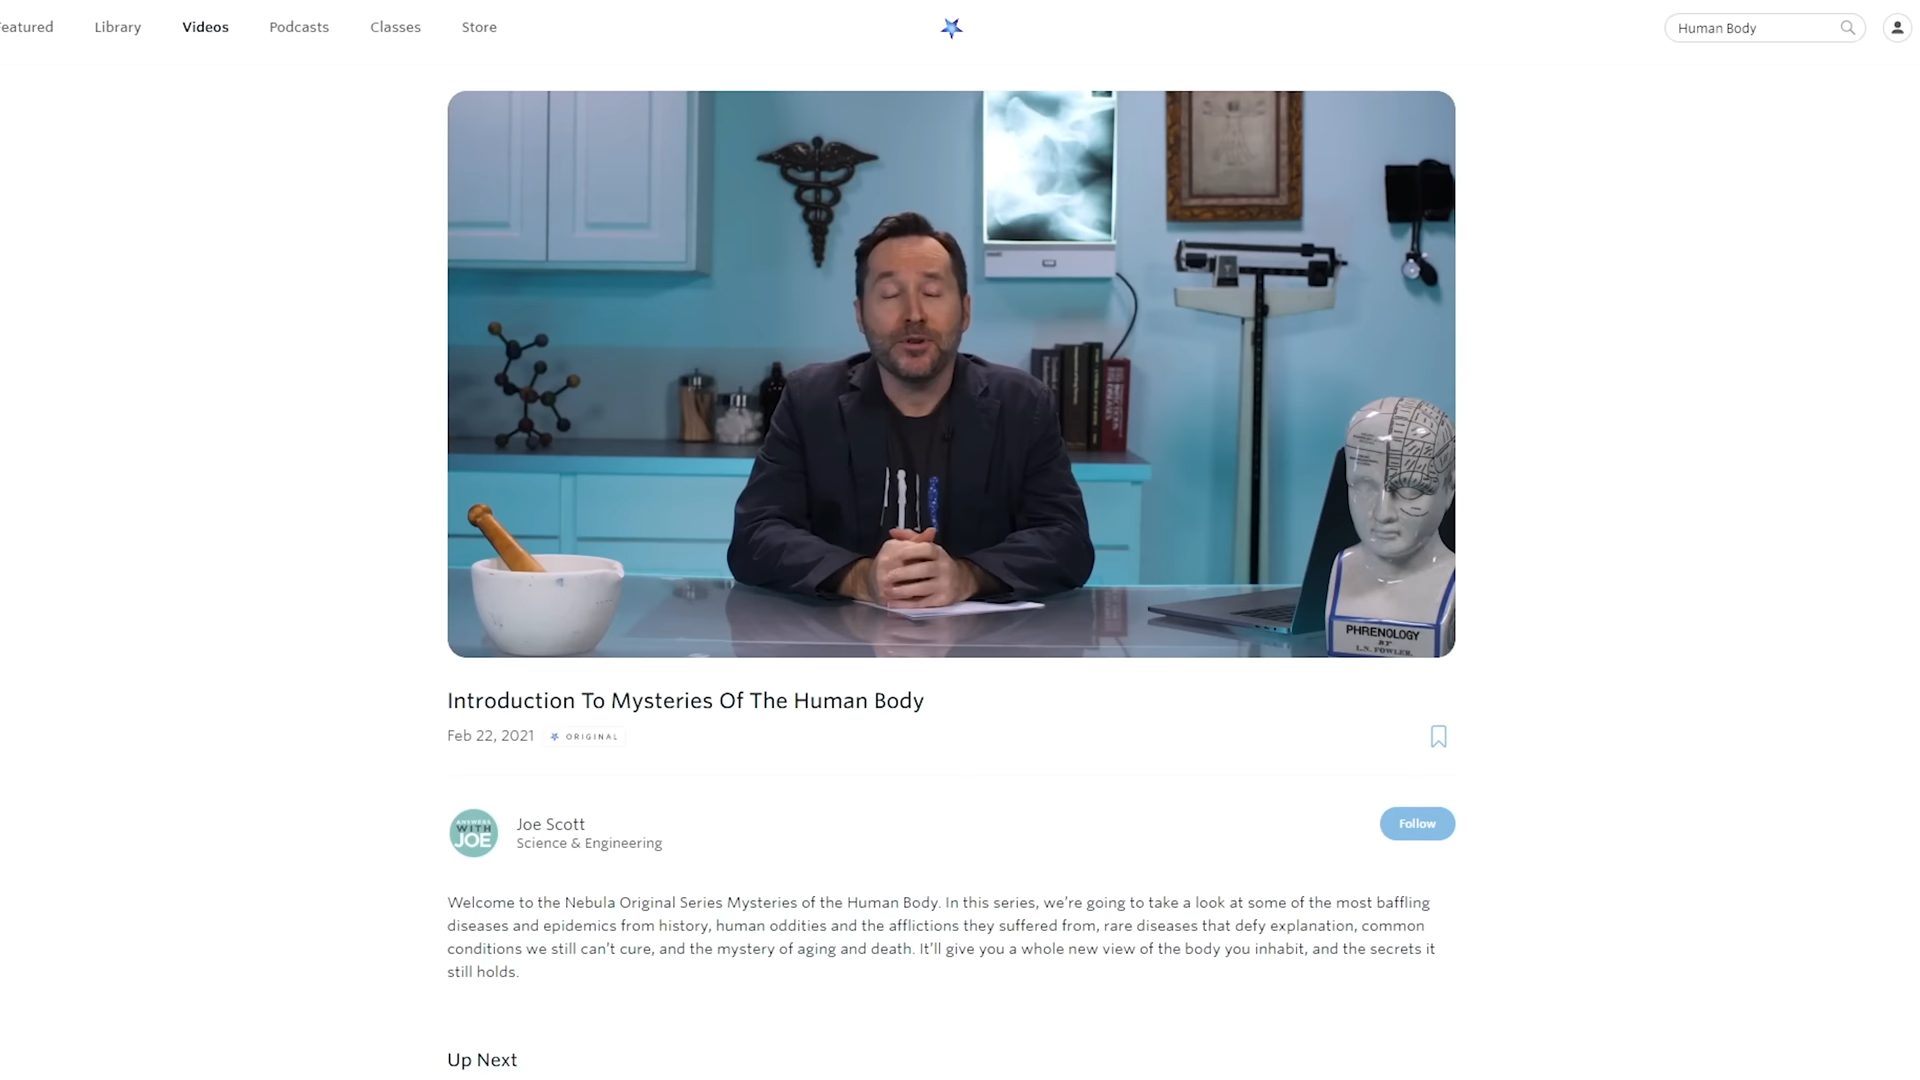 Featured Library Videos Podcasts Classes Store Human Body
PHRENOLOGY
BY
L.N. FOWLER.
Introduction To Mysteries Of The Human Body
Feb 22, 2021 ORIGINAL
ANSWERS
WITH
JOE
Joe Scott
Science & Engineering
Follow
Welcome to the Nebula Original Series Mysteries of the Human Body. In this series, we’re going to take a look at some of the most baffling
diseases and epidemics from history, human oddities and the afflictions they suffered from, rare diseases that defy explanation, common
conditions we still can’t cure, and the mystery of aging and death. It’ll give you a whole new view of the body you inhabit, and the secrets it
still holds.
Up Next